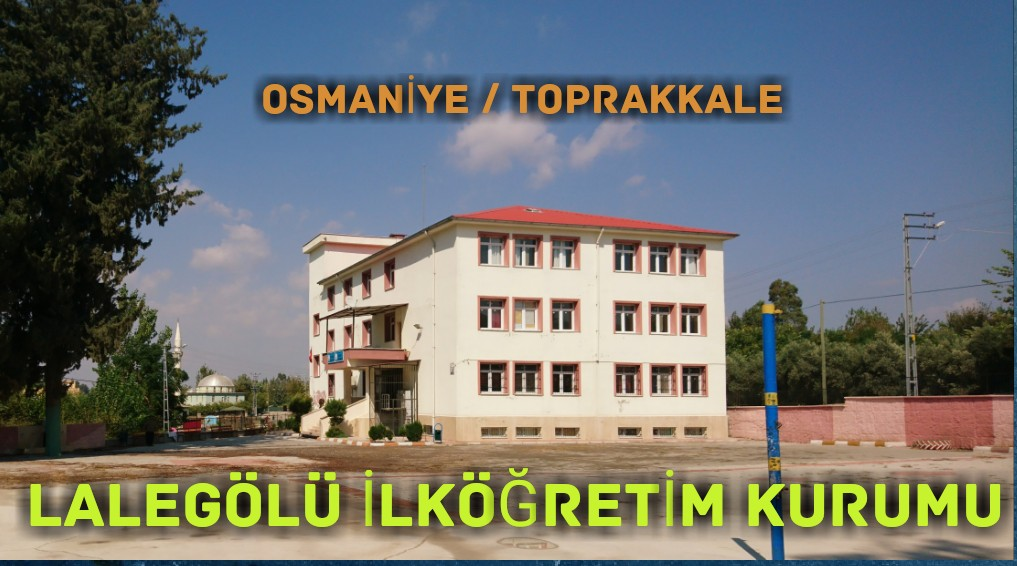 OSMANİYE / TOPRAKKALE
LALEGÖLÜ İLKÖĞRETİM KURUMU